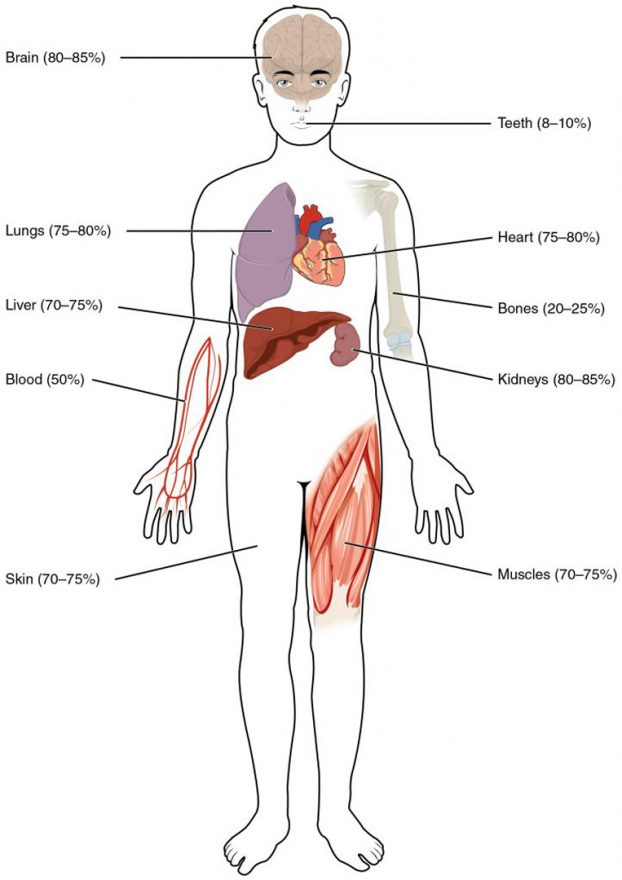 Brain (80–85%)
Teeth (8–10%)
Lungs (75–80%)
Heart (75–80%)
Liver (70–75%)
Bones (20–25%)
Blood (50%)
Kidneys (80–85%)
Skin (70–75%)
Muscles (70–75%)